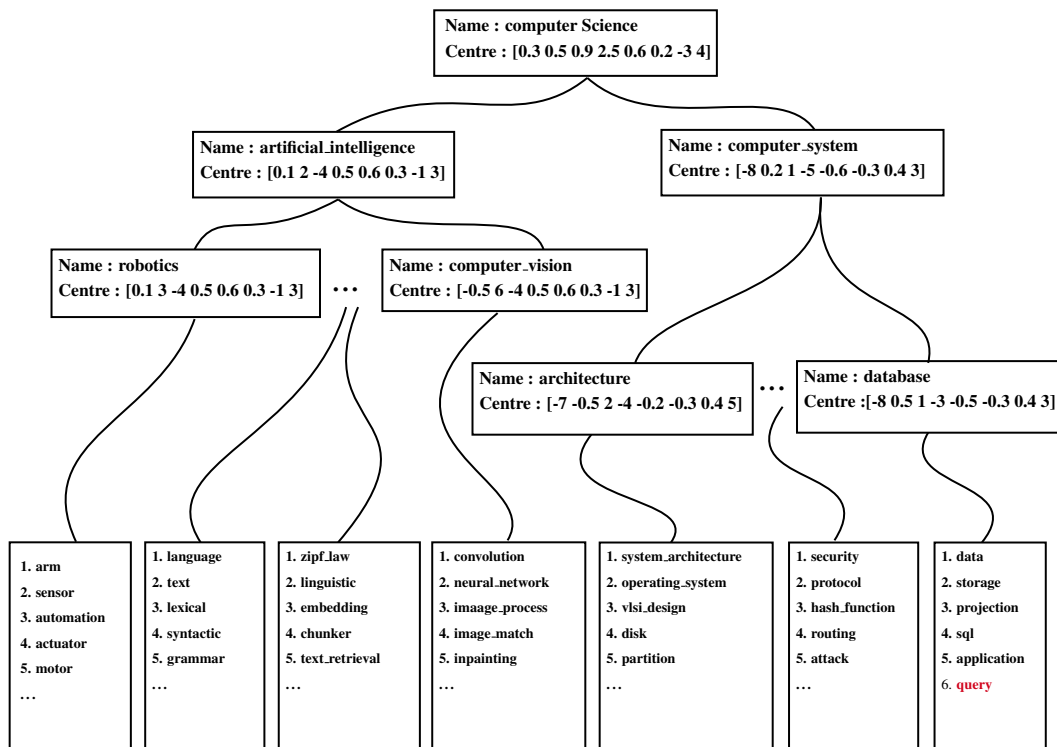 Name : computer Science
Centre : [0.3 0.5 0.9 2.5 0.6 0.2 -3 4]
Name : artificial_intelligence
Centre : [0.1 2 -4 0.5 0.6 0.3 -1 3]
Name : computer_system
Centre : [-8 0.2 1 -5 -0.6 -0.3 0.4 3]
Name : robotics
Centre : [0.1 3 -4 0.5 0.6 0.3 -1 3]
...
Name : computer_vision
Centre : [-0.5 6 -4 0.5 0.6 0.3 -1 3]
Name : architecture
Centre : [-7 -0.5 2 -4 -0.2 -0.3 0.4 5]
...
Name : database
Centre :[-8 0.5 1 -3 -0.5 -0.3 0.4 3]
1. arm
2. sensor
3. automation
4. actuator
5. motor
...
1. language
2. text
3. lexical
4. syntactic
5. grammar
...
1. zipf_law
2. linguistic
3. embedding
4. chunker
5. text_retrieval
...
1. convolution
2. neural_network
3. imaage_process
4. image_match
5. inpainting
...
1. system_architecture
2. operating_system
3. vlsi_design
4. disk
5. partition
...
1. security
2. protocol
3. hash_function
4. routing
5. attack
...
1. data
2. storage
3. projection
4. sql
5. application
6. query